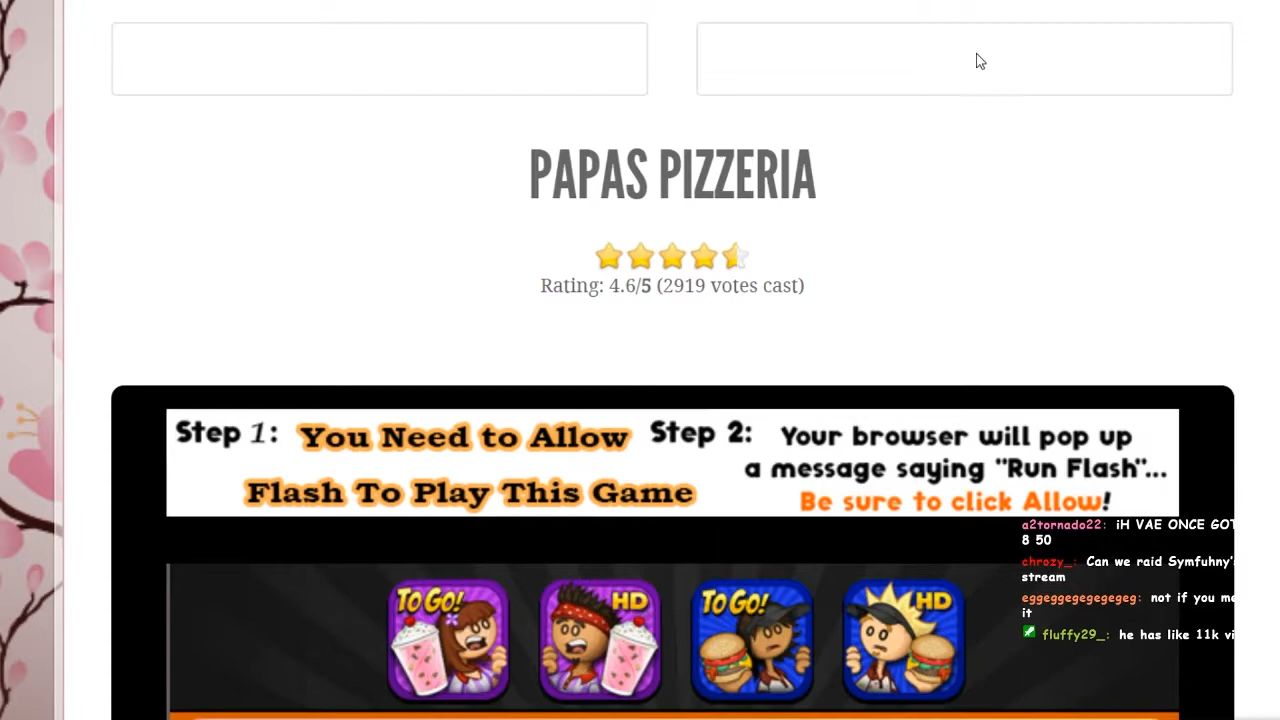 PAPAS PIZZERIA
Rating: 4.6/5 (2919 votes cast)
Step 1: You Need to Allow
Flash To Play This Game
Step 2: Your browser will pop up
a message saying "Run Flash"...
Be sure to click Allow!
a2tornado22: iH VAE ONCE GOT
8 50
chrozy_: Can we raid Symfuhny's
stream
eggeggegegegegeg: not if you me
it
fluffy29_: he has like 11k vi
TO GO!
HD
TO GO!
HD